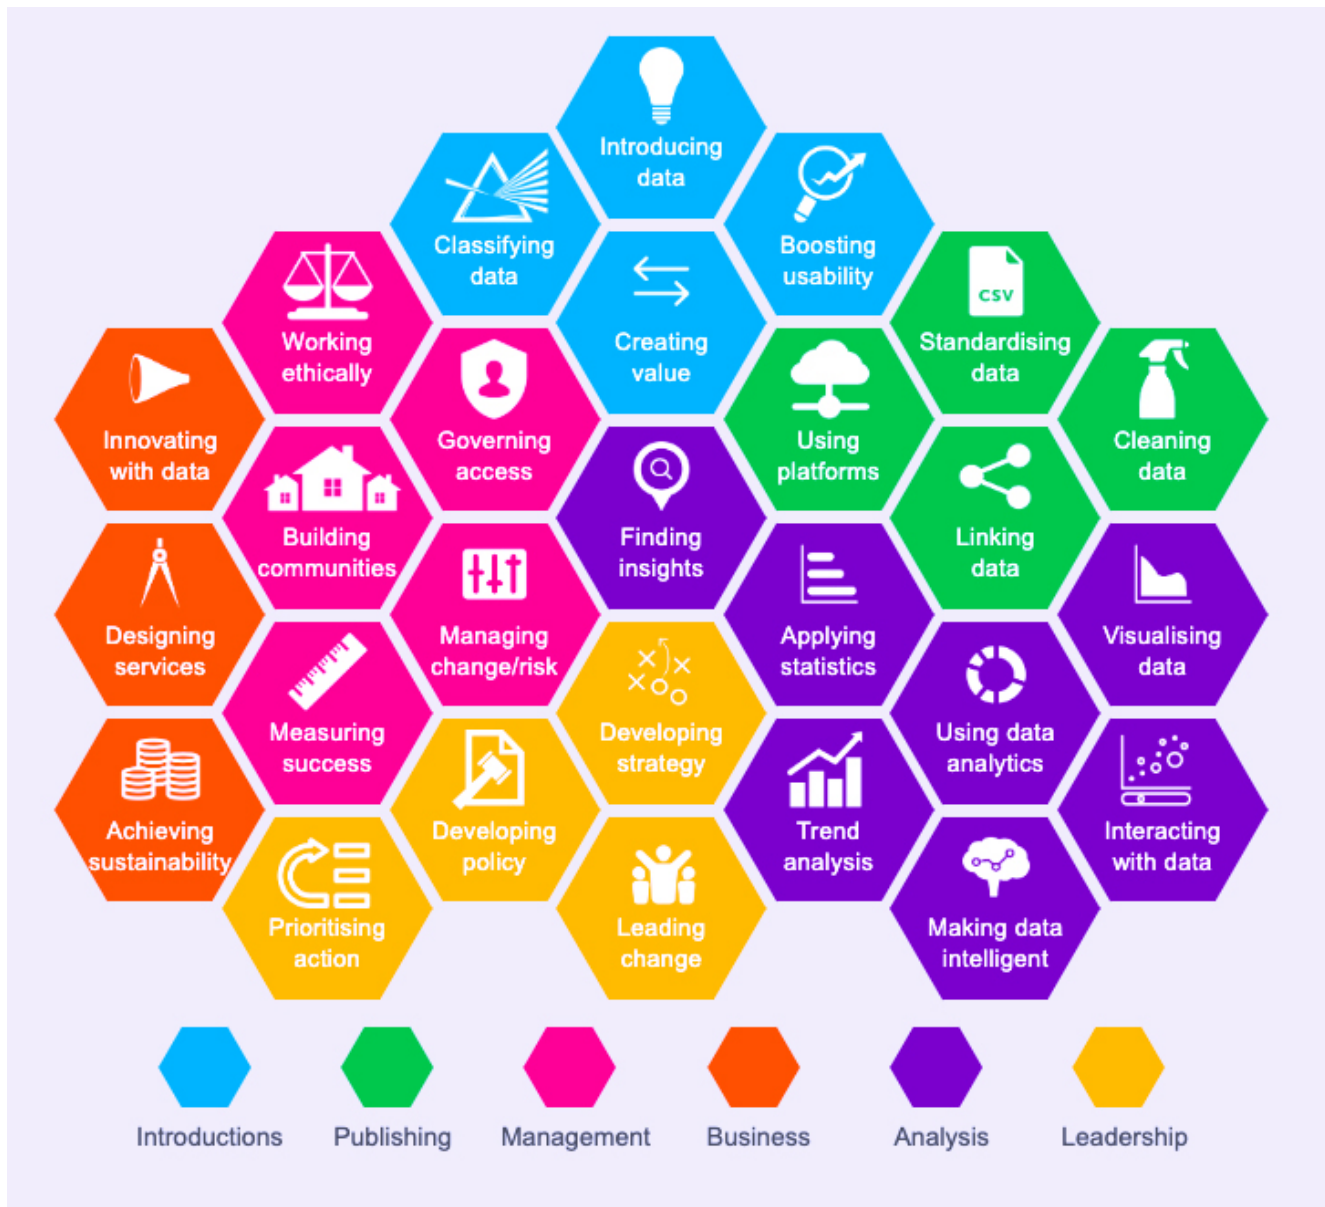 Introducing
data
Classifying
data
Boosting
usability
Working
ethically
Creating
value
CSV
Standardising
data
Innovating
with data
Governing
access
Using
platforms
Cleaning
data
Building
communities
Finding
insights
Linking
data
Designing
services
Managing
change/risk
Applying
statistics
Visualising
data
Measuring
success
Developing
strategy
Using data
analytics
Achieving
sustainability
Developing
policy
Trend
analysis
Interacting
with data
Prioritising
action
Leading
change
Making data
intelligent
Introductions
Publishing
Management
Business
Analysis
Leadership